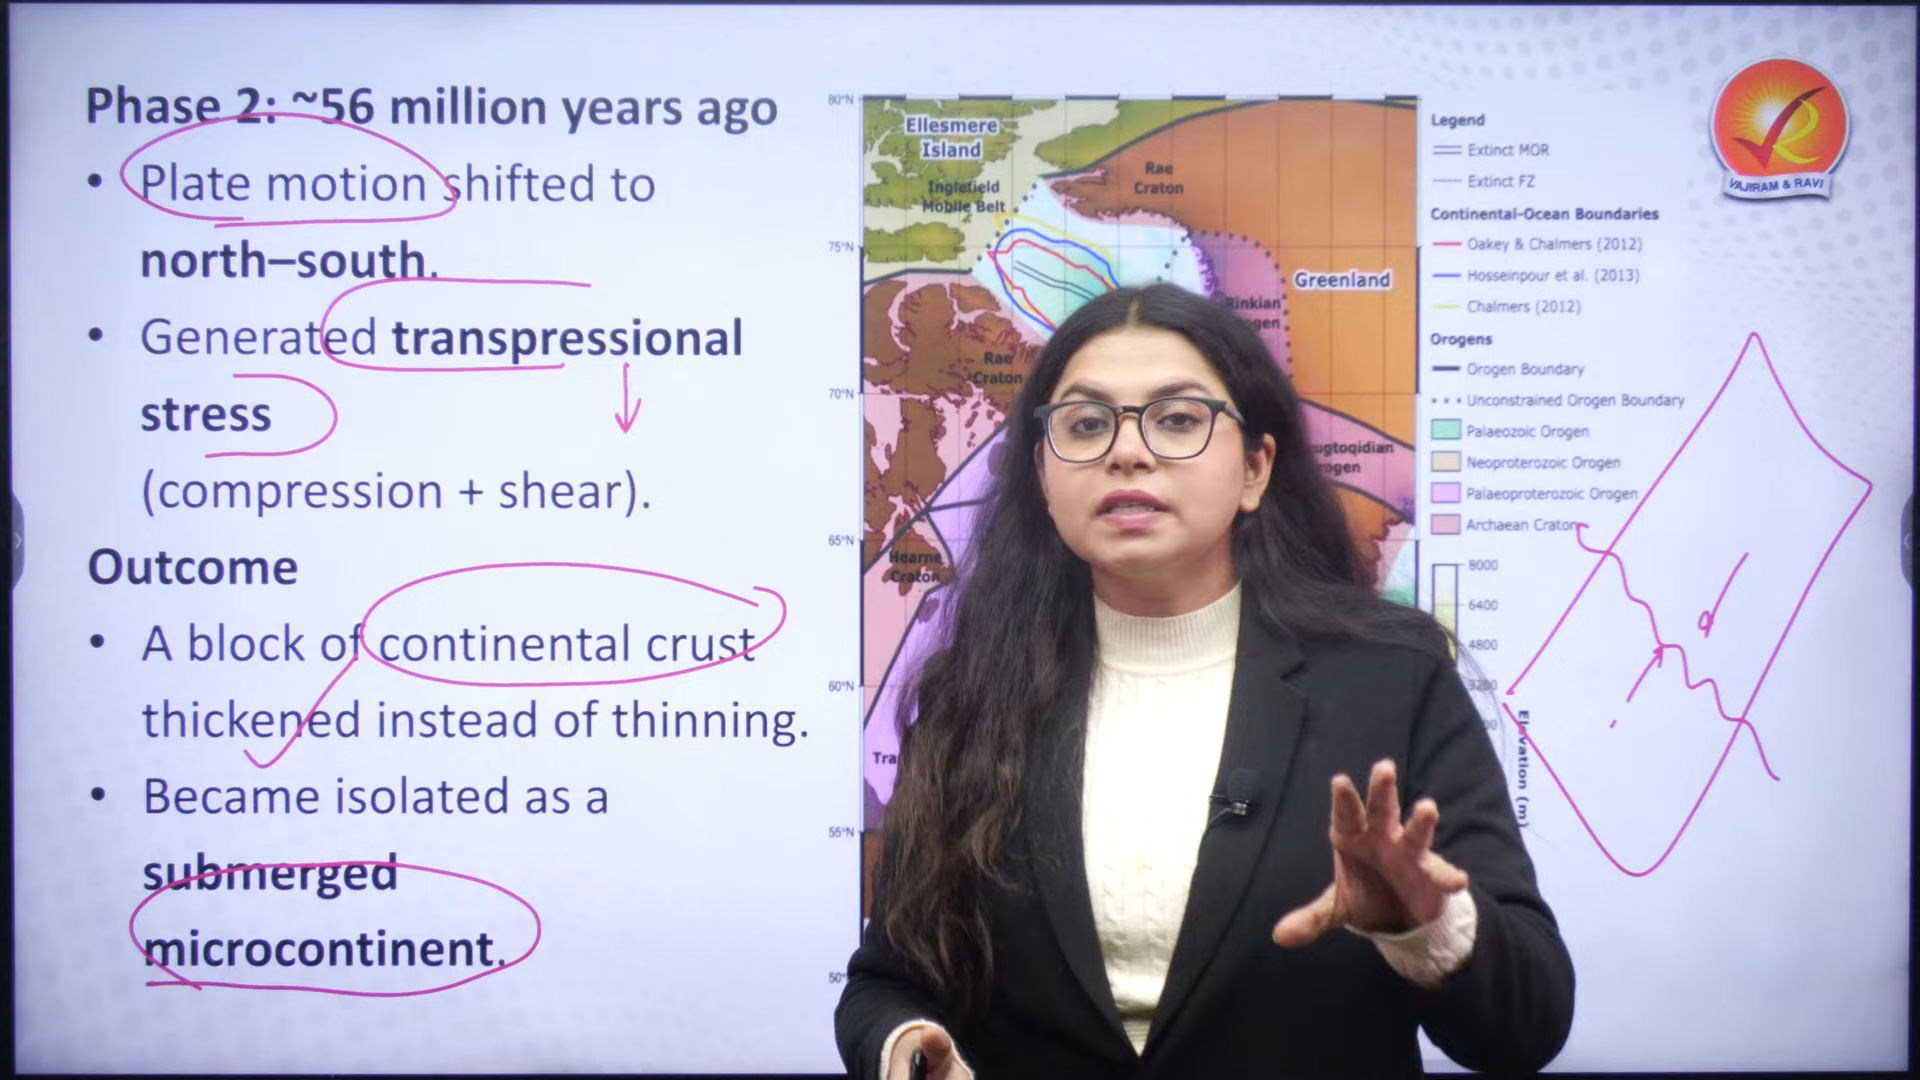 Phase 2: ~56 million years ago
• Plate motion shifted to
north–south.
• Generated transpressional
stress
(compression + shear).
Outcome
• A block of continental crust
thickened instead of thinning.
• Became isolated as a
submerged
microcontinent.
80°N
75°N
70°N
65°N
60°N
55°N
50°
Ellesmere
Island
Inglefield
Mobile Belt
Rae
Craton
Greenland
Rinkian
Rae
Craton
Hearne
Craton
Tra
Legend
Extinct MOR
Extinct FZ
Continental-Ocean Boundaries
Oakey & Chalmers (2012)
Hosseinpour et al. (2013)
Chalmers (2012)
Orogens
Orogen Boundary
Unconstrained Orogen Boundary
Palaeozoic Orogen
Neoproterozoic Orogen
Palaeoproterozoic Orogen
Archaean Craton
8000
6400
4800
3200
Elevation (m)
VAJIRAM & RAVI